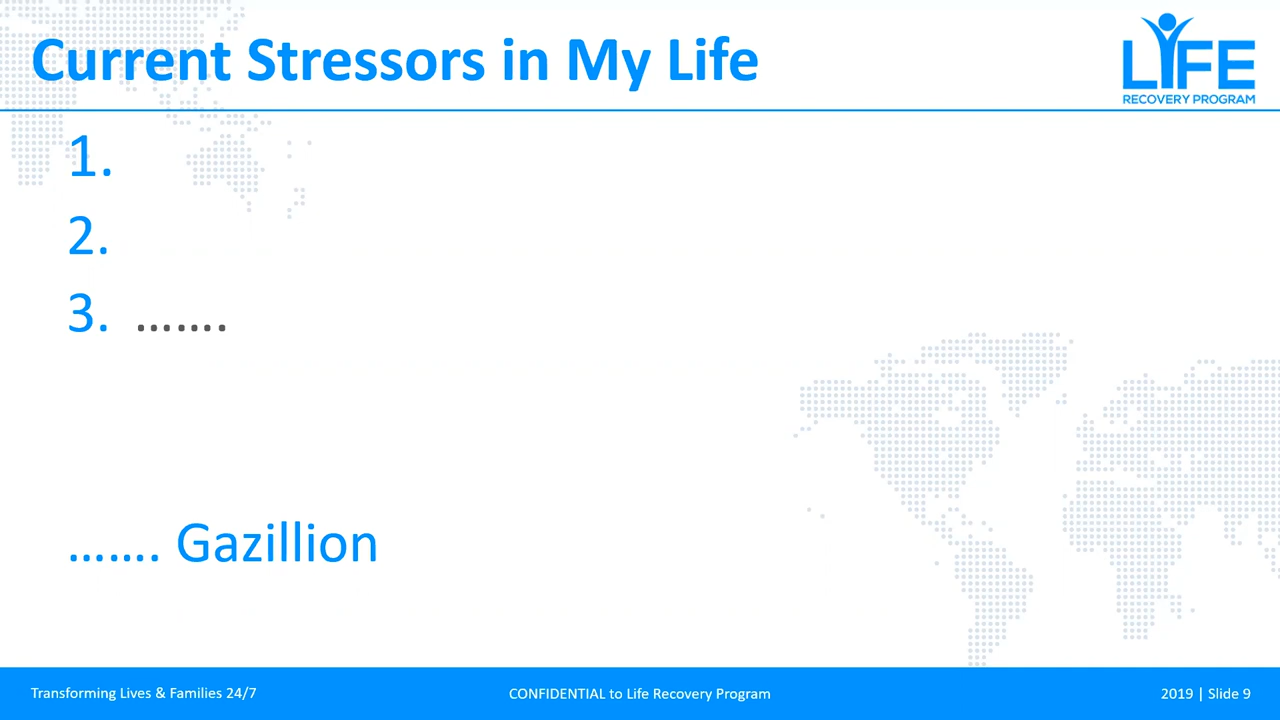 Current Stressors in My Life
LIFE
RECOVERY PROGRAM
1.
2.
3. .......
....... Gazillion
Transforming Lives & Families 24/7
CONFIDENTIAL to Life Recovery Program
2019 | Slide 9